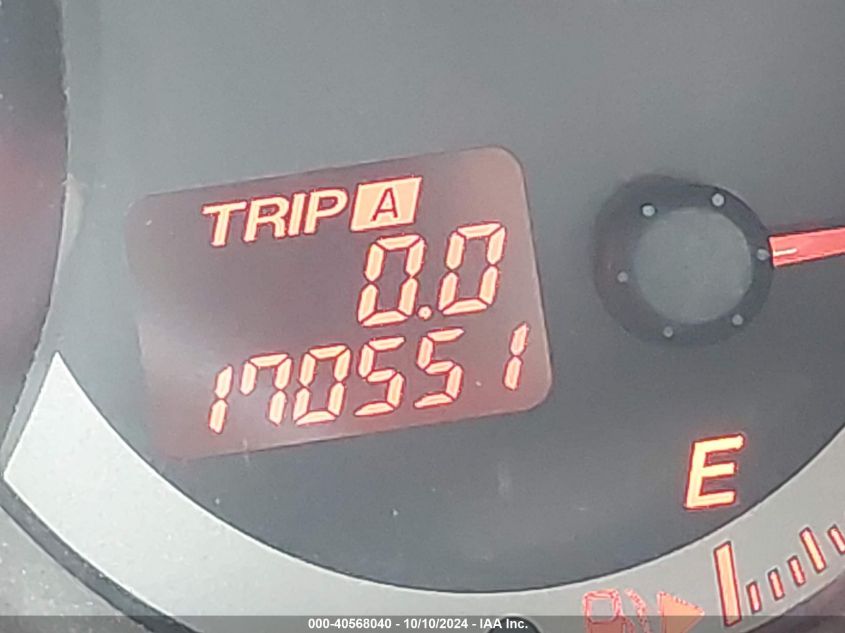 TRIP A
0.0
170551
E
000-40568040 - 10/10/2024 - IAA Inc.